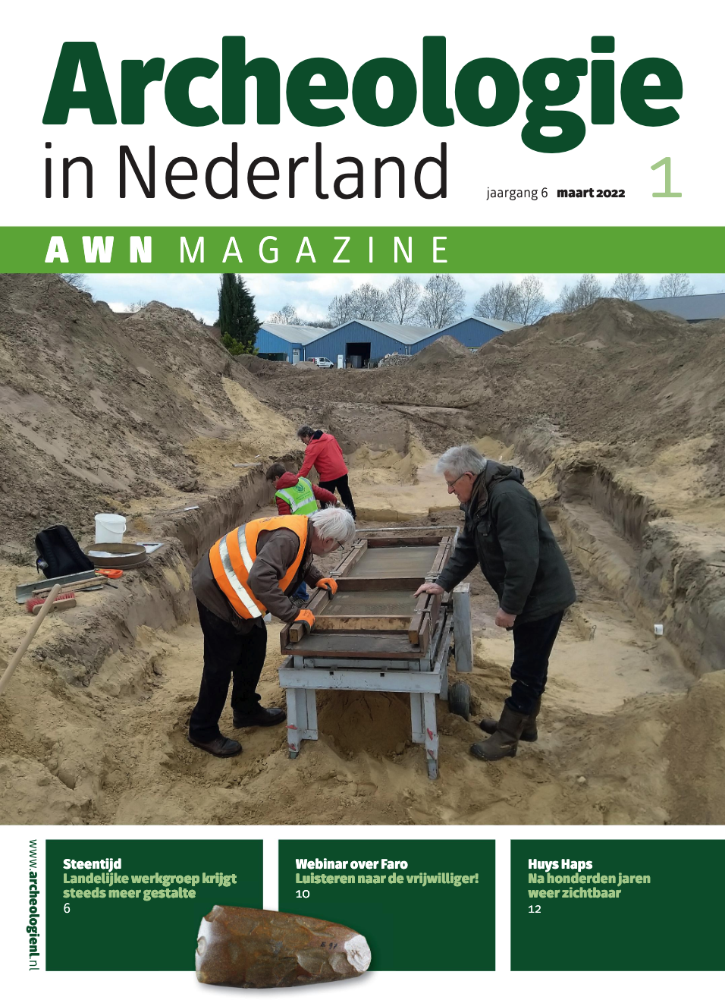 Archeologie
in Nederland
jaargang 6 maart 2022 1
AWN MAGAZINE
www.archeologienl.nl
Steentijd
Landelijke werkgroep krijgt
steeds meer gestalte
6
Webinar over Faro
Luisteren naar de vrijwilliger!
10
Huys Haps
Na honderden jaren
weer zichtbaar
12